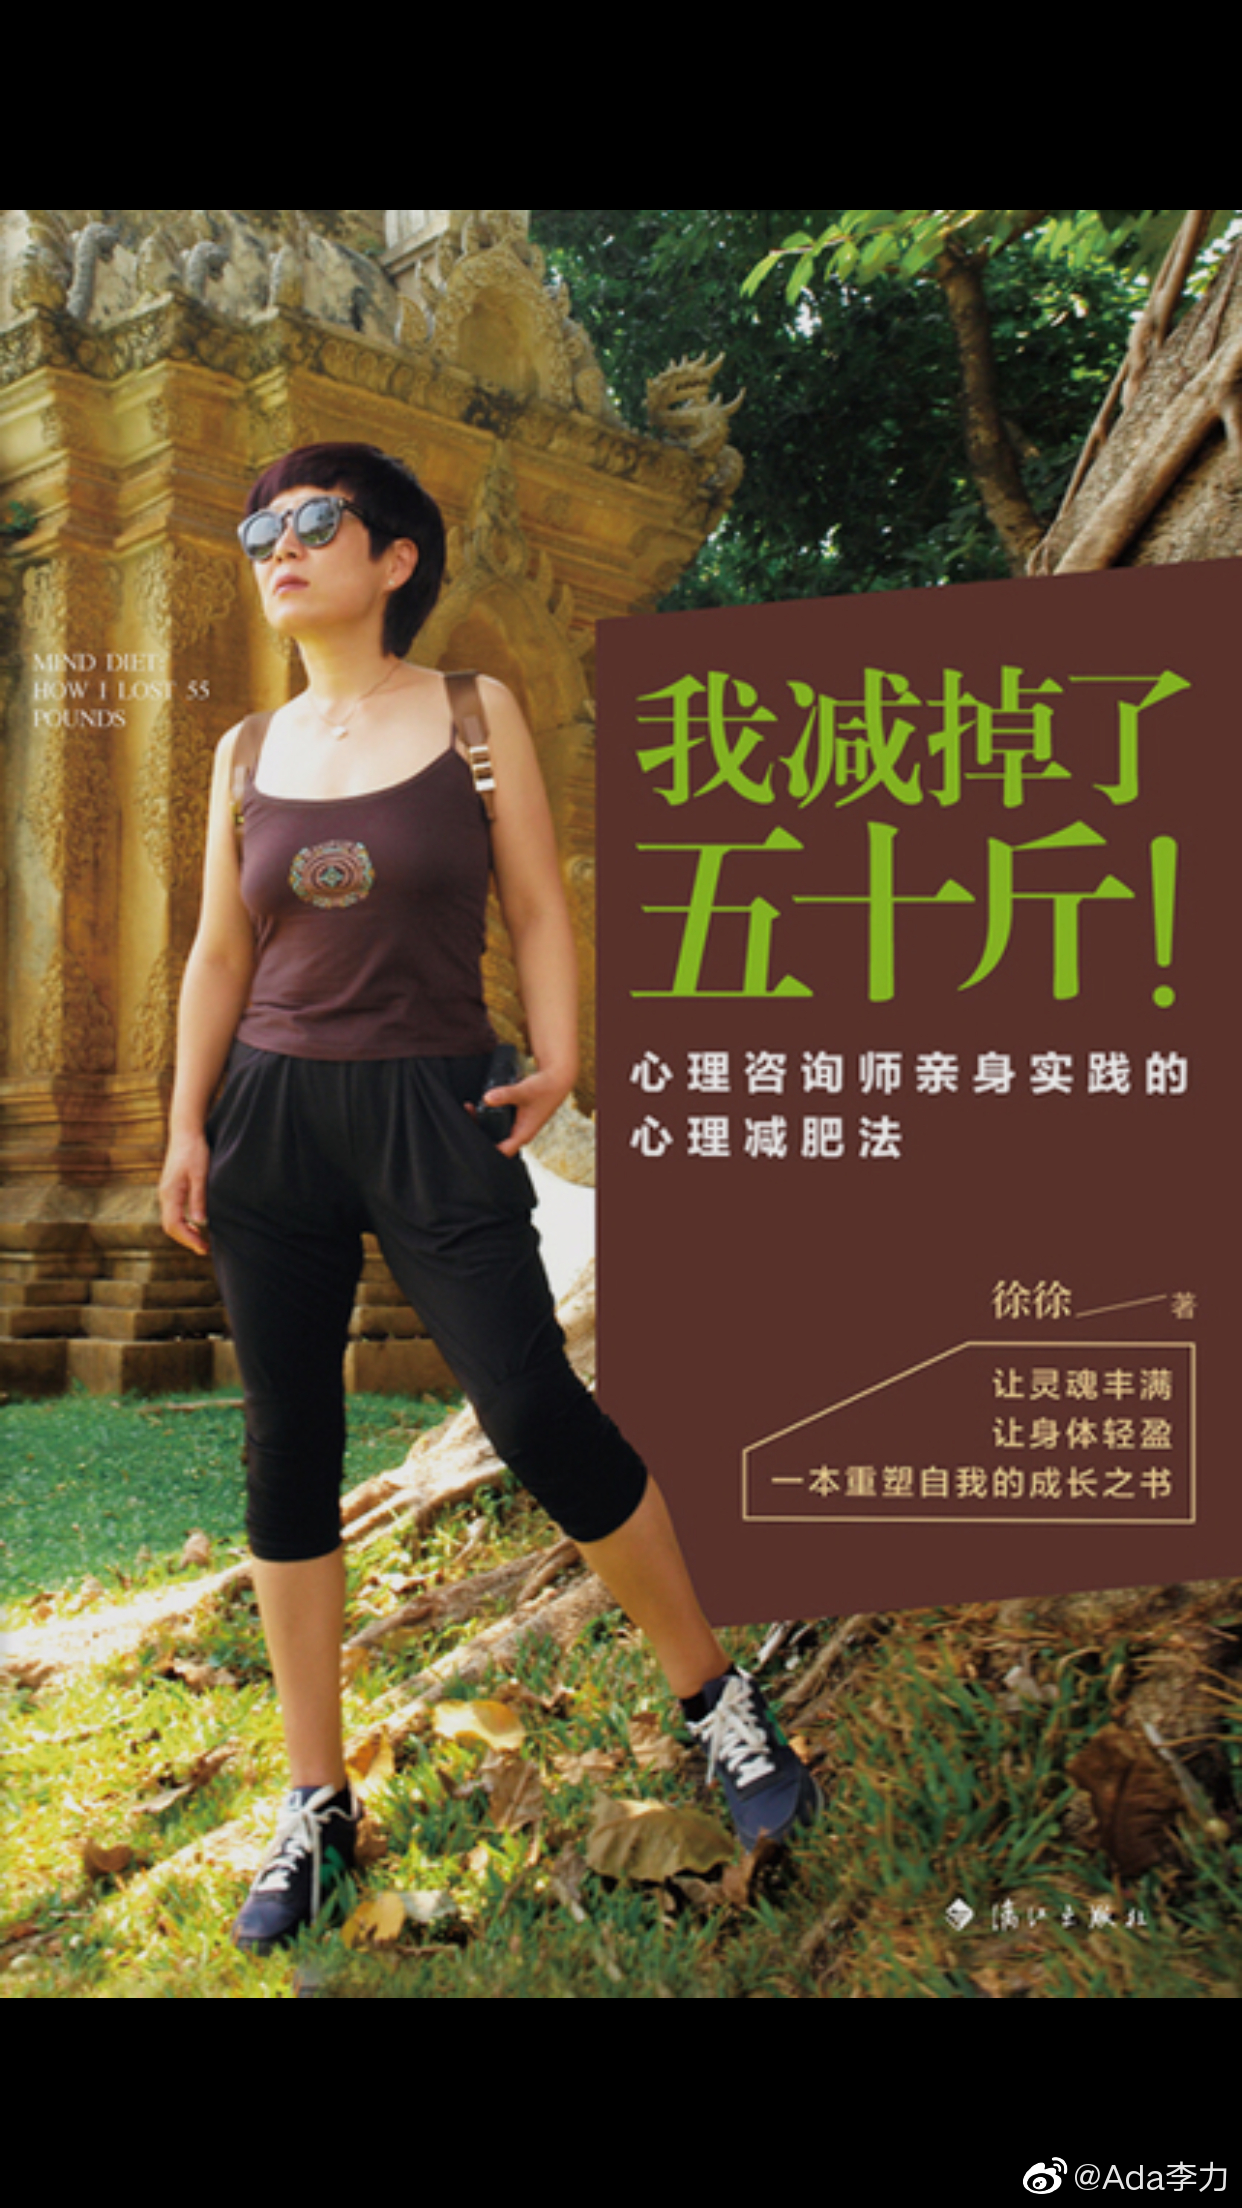 MIND DIET:
HOW I LOST 55
POUNDS
我减掉了
五十斤！
心理咨询师亲身实践的
心理减肥法
徐徐 著
让灵魂丰满
让身体轻盈
一本重塑自我的成长之书
漓江出版社
@Ada李力